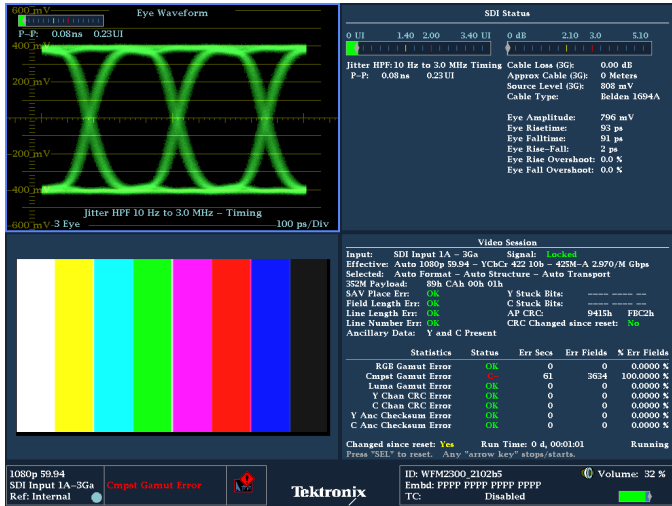 Eye Waveform
600 mV
P-P: 0.08ns 0.23UI
400 mV
200 mV
200 mV
400 mV
Jitter HPF 10 Hz to 3.0 MHz - Timing
600 mV
3 Eye
100 ps/Div
SDI Status
0 UI 1.40 2.00 3.40 UI
0 dB 2.10 3.0 5.10
Jitter HPF: 10 Hz to 3.0 MHz Timing
P-P: 0.08ns 0.23UI
Cable Loss (3G): 0.00 dB
Approx Cable (3G): 0 Meters
Source Level (3G): 808 mV
Cable Type: Belden 1694A
Eye Amplitude: 796 mV
Eye Risetime: 93 ps
Eye Falltime: 91 ps
Eye Rise-Fall: 2 ps
Eye Rise Overshoot: 0.0 %
Eye Fall Overshoot: 0.0 %
Video Session
Input: SDI Input 1A - 3Ga Signal: Locked
Effective: Auto 1080p 59.94 - YCbCr 422 10b - 425M-A 2.970/M Gbps
Selected: Auto Format - Auto Structure - Auto Transport
352M Payload: 89h CAh 00h 01h
SAV Place Err: OK Y Stuck Bits: ---- ---- --
Field Length Err: OK C Stuck Bits: ---- ---- --
Line Length Err: OK AP CRC: 9415h FBC2h
Line Number Err: OK CRC Changed since reset: No
Ancillary Data: Y and C Present
Statistics Status Err Secs Err Fields % Err Fields
RGB Gamut Error OK 0 0 0.0000 %
Cmpst Gamut Error C- 61 3634 100.0000 %
Luma Gamut Error OK 0 0 0.0000 %
Y Chan CRC Error OK 0 0 0.0000 %
C Chan CRC Error OK 0 0 0.0000 %
Y Anc Checksum Error OK 0 0 0.0000 %
C Anc Checksum Error OK 0 0 0.0000 %
Changed since reset: Yes Run Time: 0 d, 00:01:01 Running
Press "SEL" to reset. Any "arrow key" stops/starts.
1080p 59.94
SDI Input 1A-3Ga
Ref: Internal
Cmpst Gamut Error
Tektronix
ID: WFM2300_2102b5
Embd: PPPP PPPP PPPP PPPP
TC: Disabled
Volume: 32 %